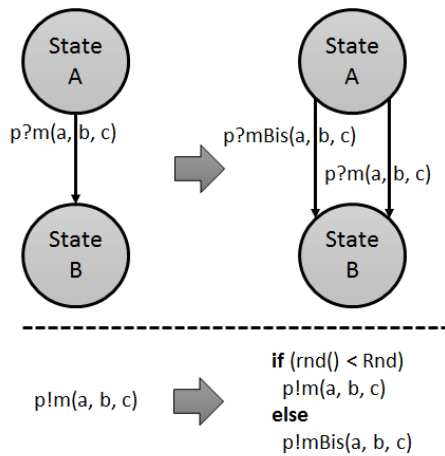 State
A
State
A
p?m(a, b, c)
p?mBis(a, b, c)
p?m(a, b, c)
State
B
State
B
p!m(a, b, c)
if (rnd() < Rnd)
p!m(a, b, c)
else
p!mBis(a, b, c)